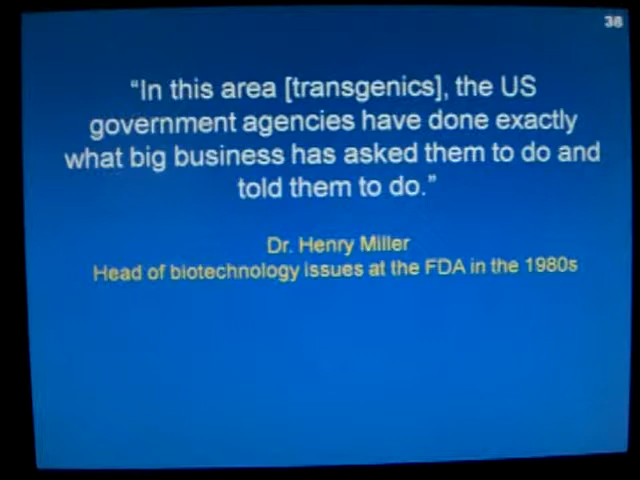 38
“In this area [transgenics], the US
government agencies have done exactly
what big business has asked them to do and
told them to do.”
Dr. Henry Miller
Head of biotechnology issues at the FDA in the 1980s